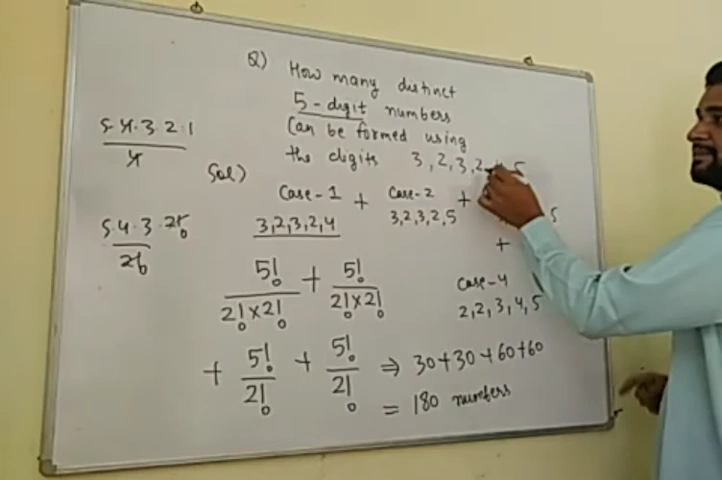 Q) How many distinct
5-digit numbers
Can be formed using
the digits 3, 2, 3, 2, 4, 5
5.4.3.2.1
4
Sol)
Case-1 + Case-2 +
3,2,3,2,4 3,2,3,2,5 5
+
5.4.3.2!
2!
5! + 5!
2!x2! 2!x2!
Case-4
2,2,3,4,5
+ 5! + 5! ⇒ 30+30+60+60
2! 2!
= 180 numbers